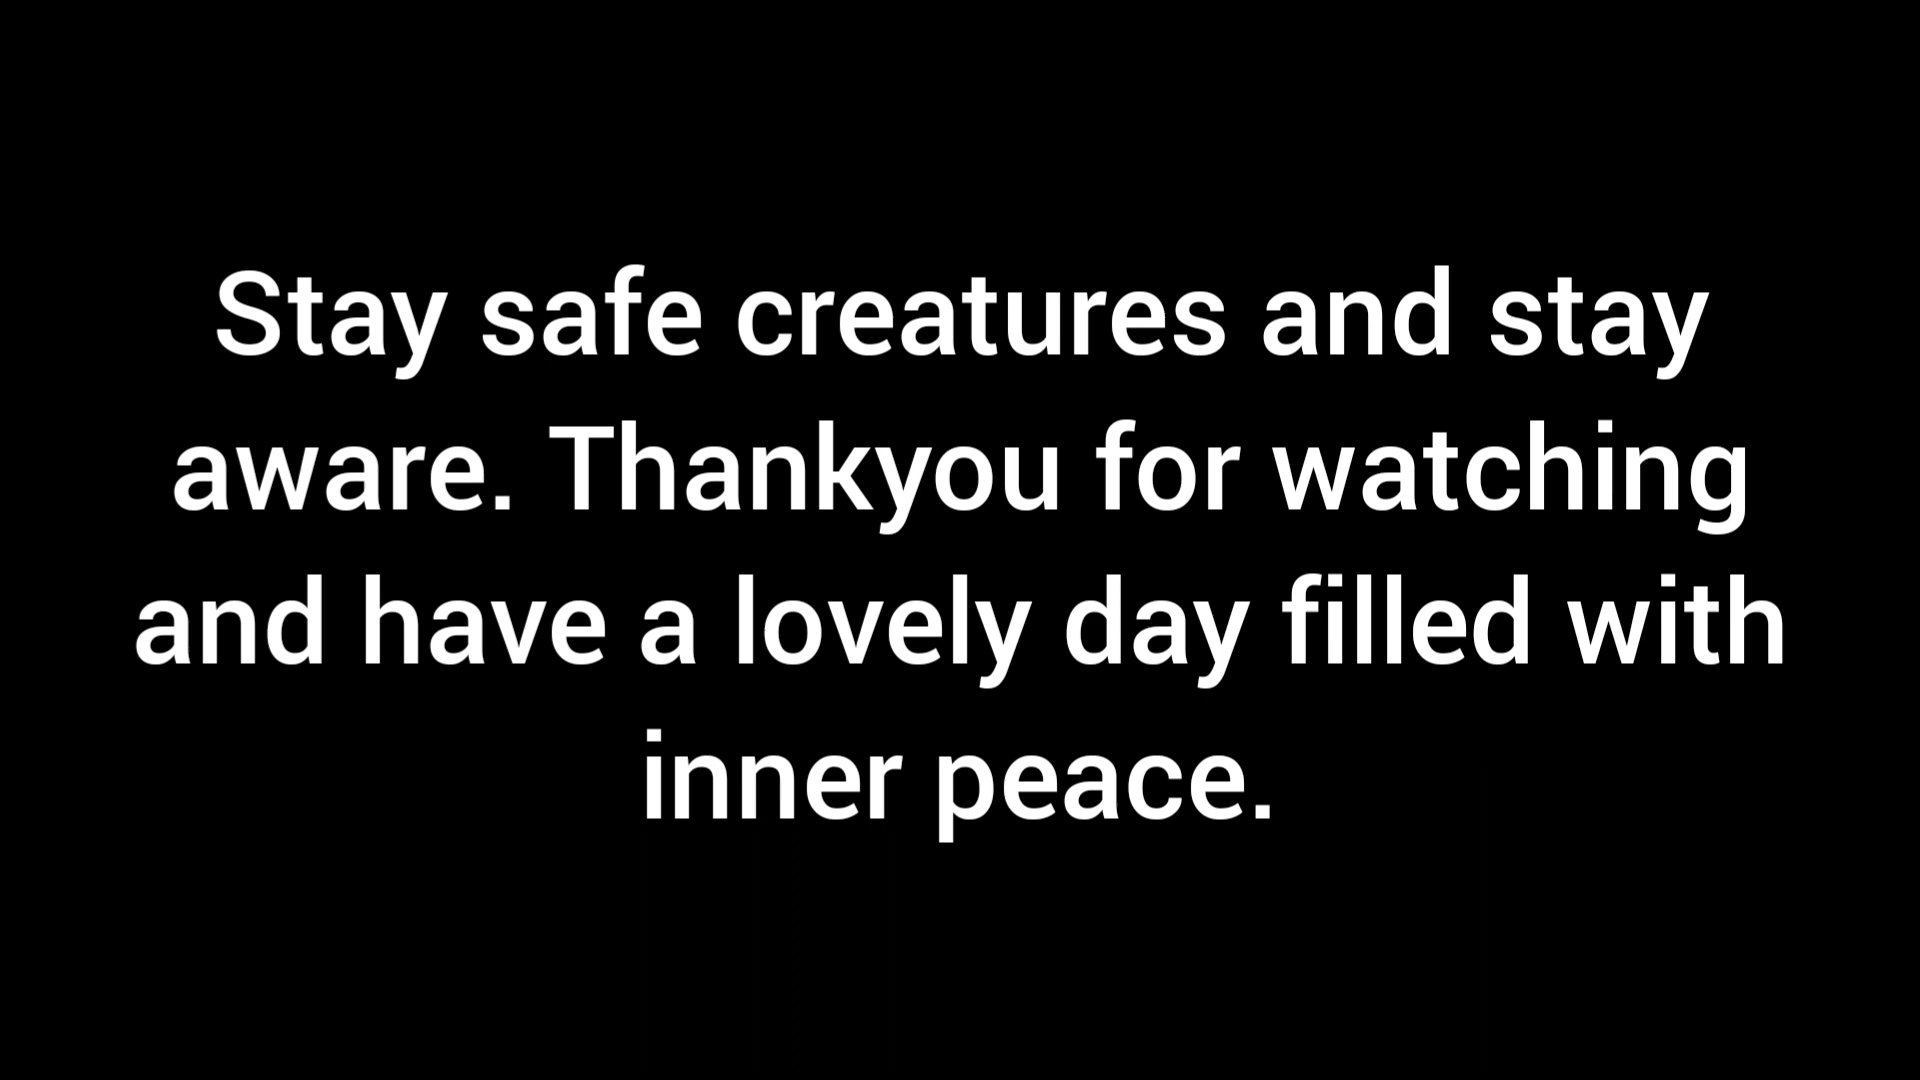 Stay safe creatures and stay
aware. Thankyou for watching
and have a lovely day filled with
inner peace.